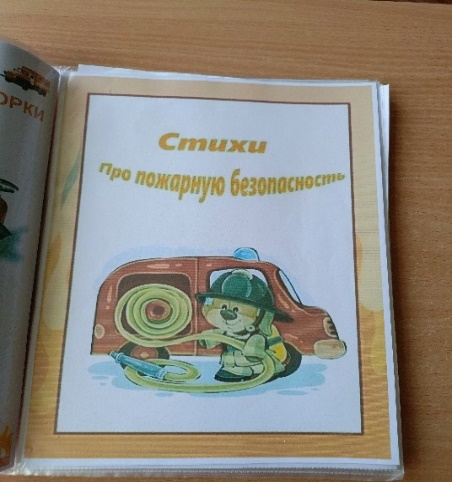 Стихи
Про пожарную безопасность